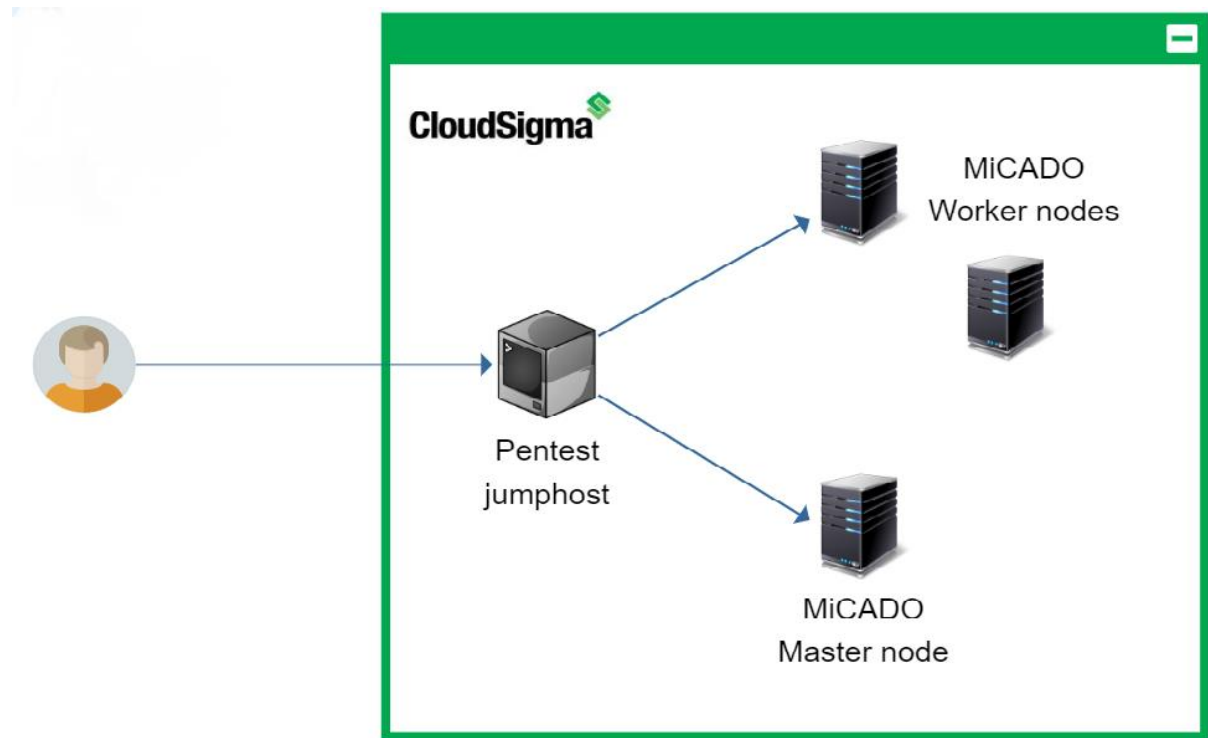 CloudSigma
MiCADO
Worker nodes
Pentest
jumphost
MiCADO
Master node